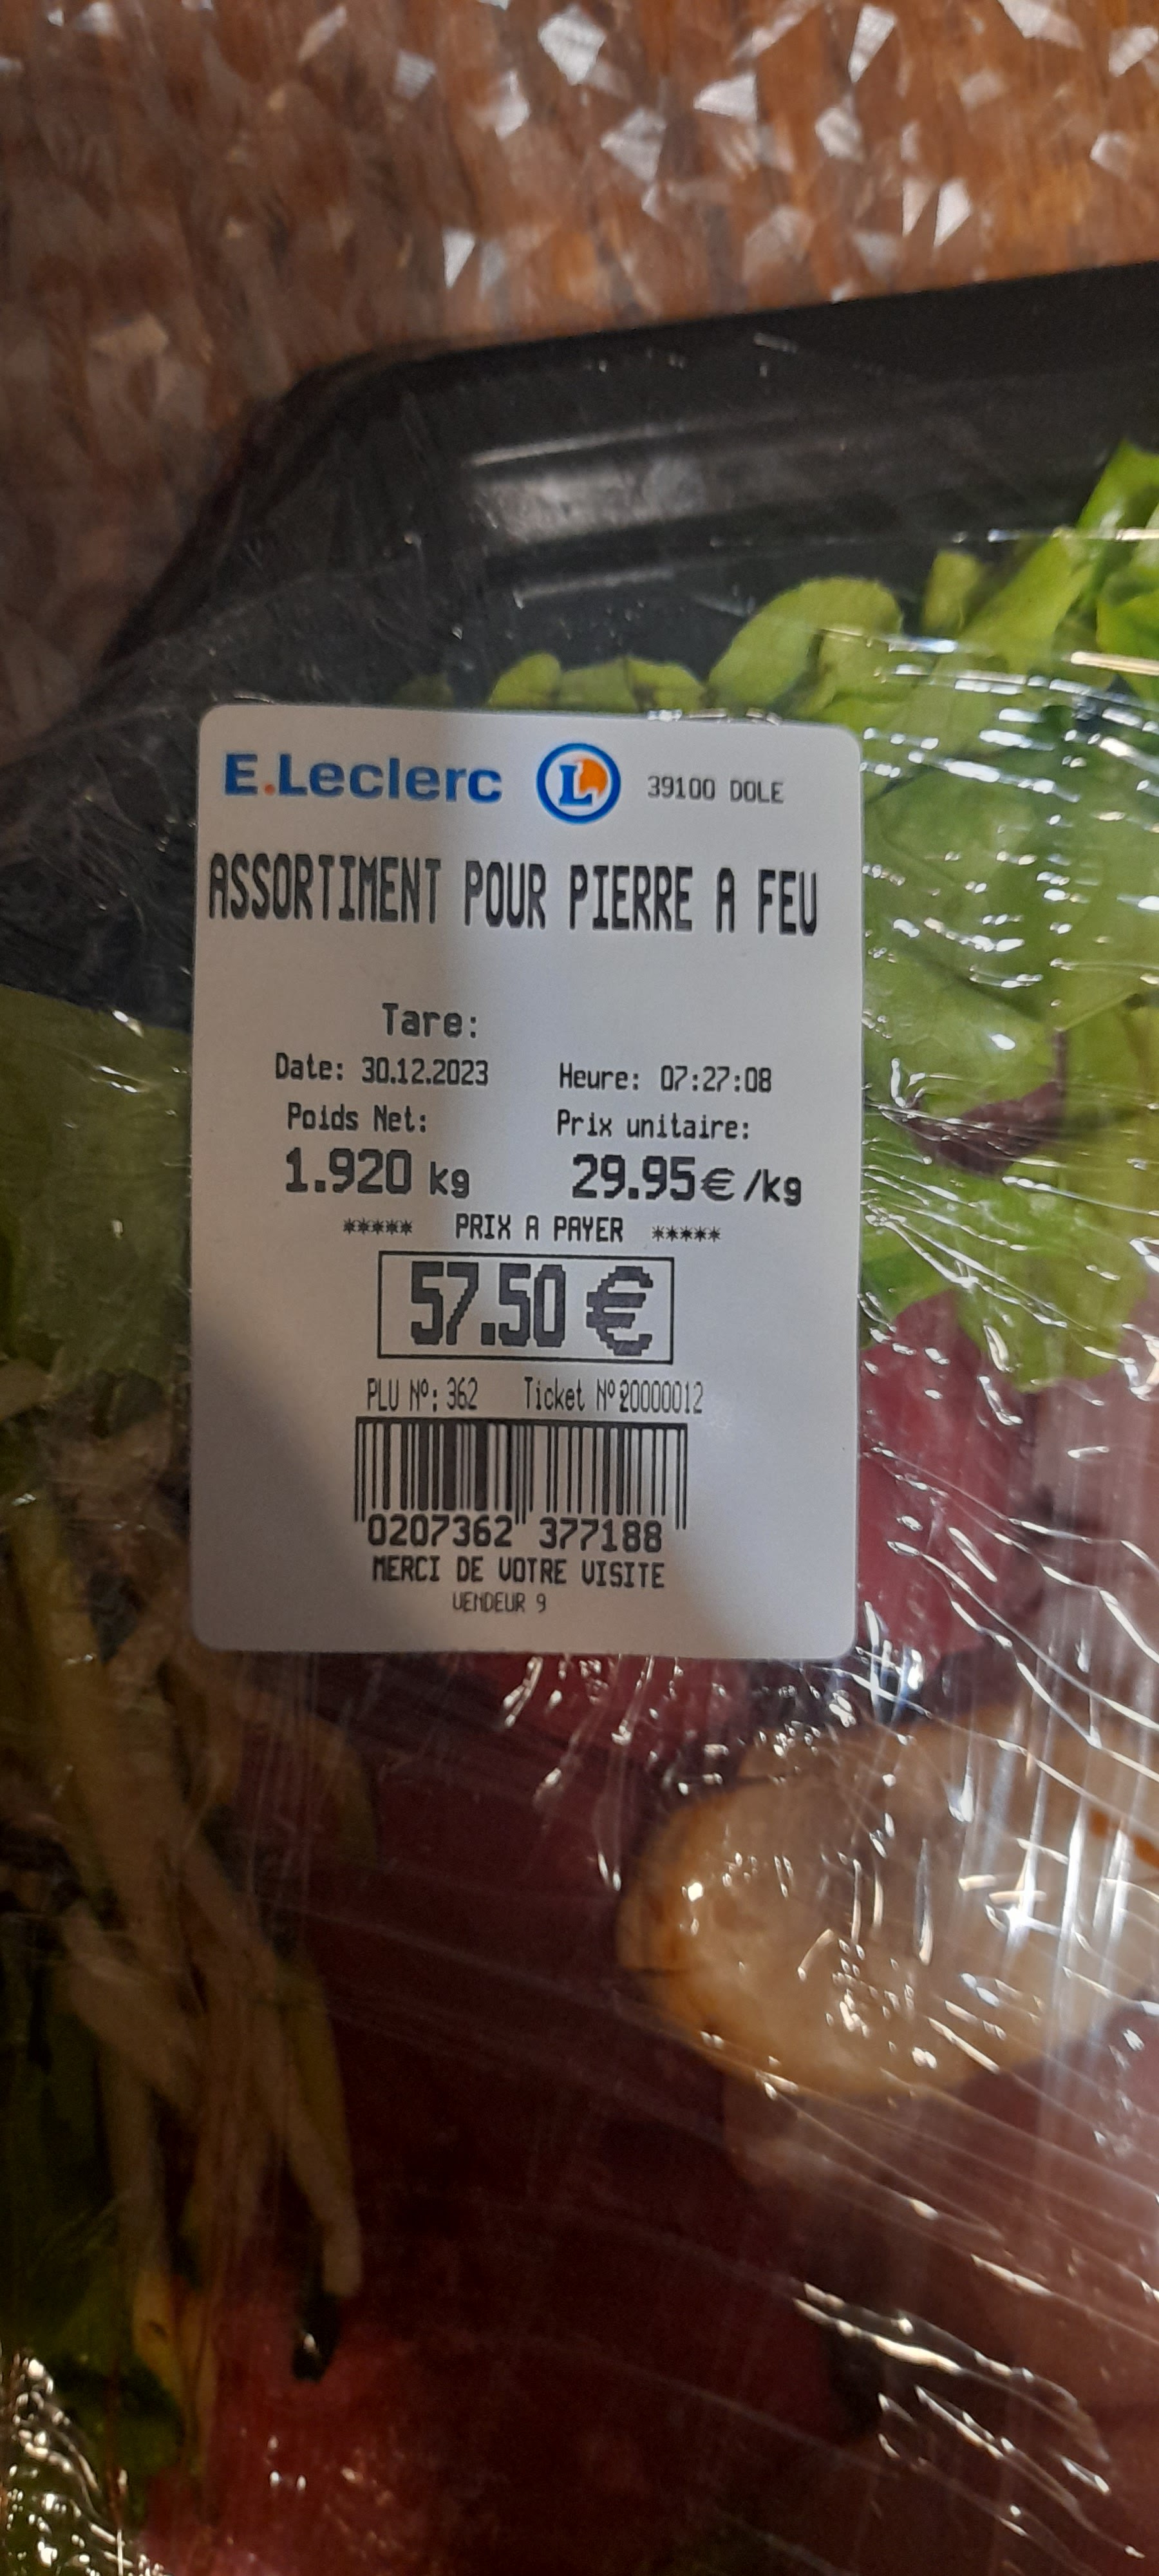 E.Leclerc L 39100 DOLE
ASSORTIMENT POUR PIERRE A FEU
Tare:
Date: 30.12.2023 Heure: 07:27:08
Poids Net: Prix unitaire:
1.920 kg 29.95€/kg
***** PRIX A PAYER *****
57.50 €
PLU Nº: 362 Ticket Nº20000012
0207362 377188
MERCI DE VOTRE VISITE
VENDEUR 9